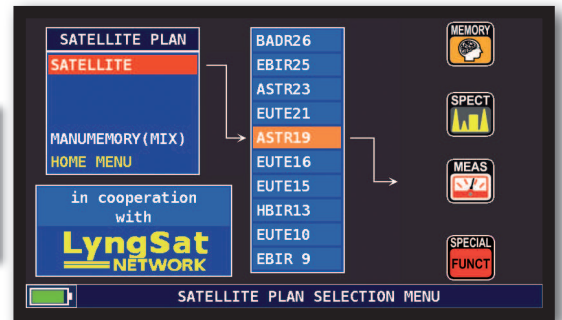 SATELLITE PLAN
SATELLITE
MANUMEMORY(MIX)
HOME MENU
in cooperation
with
LyngSat
NETWORK
BADR26
EBIR25
ASTR23
EUTE21
ASTR19
EUTE16
EUTE15
HBIR13
EUTE10
EBIR 9
MEMORY
SPECT
MEAS
SPECIAL
FUNCT
SATELLITE PLAN SELECTION MENU